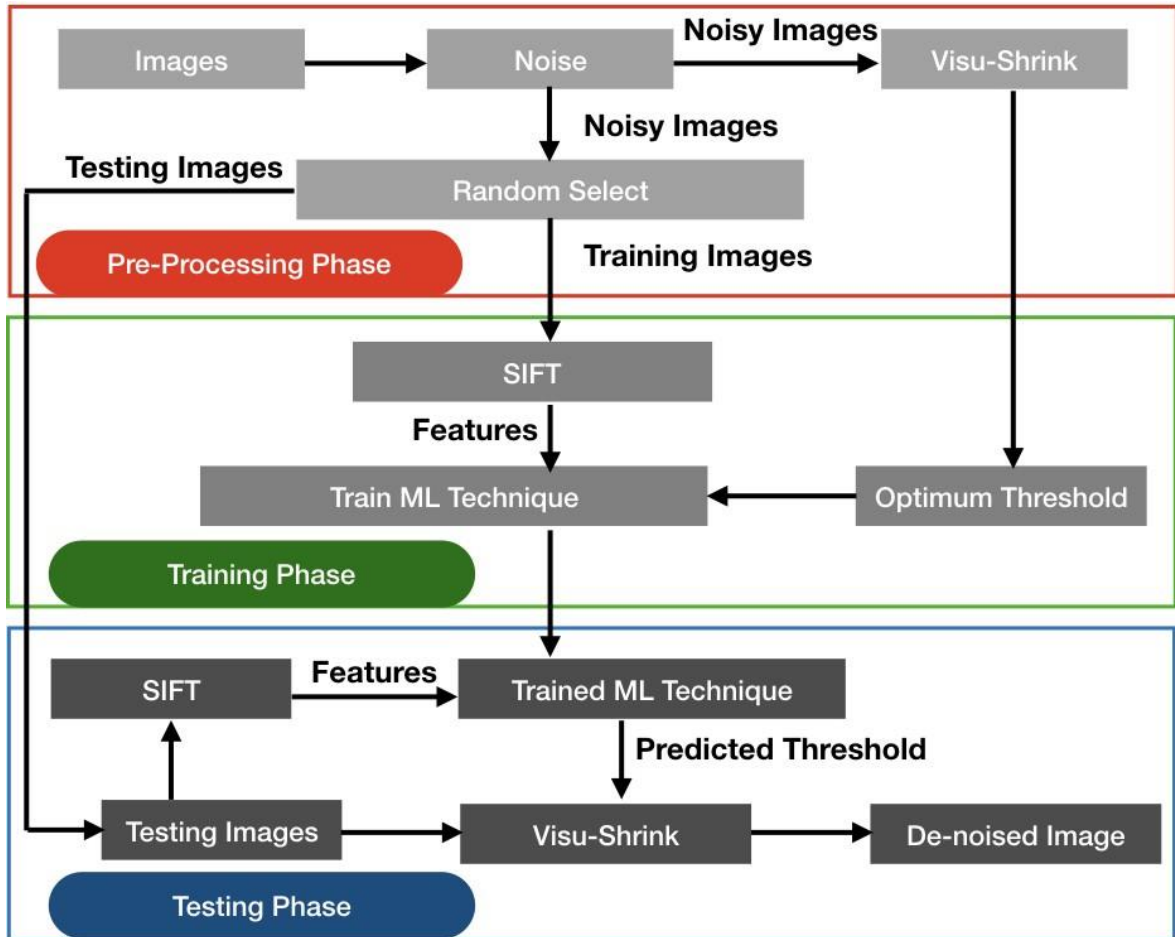 Noisy Images
Images
Noise
Visu-Shrink
Noisy Images
Testing Images
Random Select
Training Images
Pre-Processing Phase
SIFT
Features
Train ML Technique
Optimum Threshold
Training Phase
SIFT
Features
Trained ML Technique
Predicted Threshold
Testing Images
Visu-Shrink
De-noised Image
Testing Phase